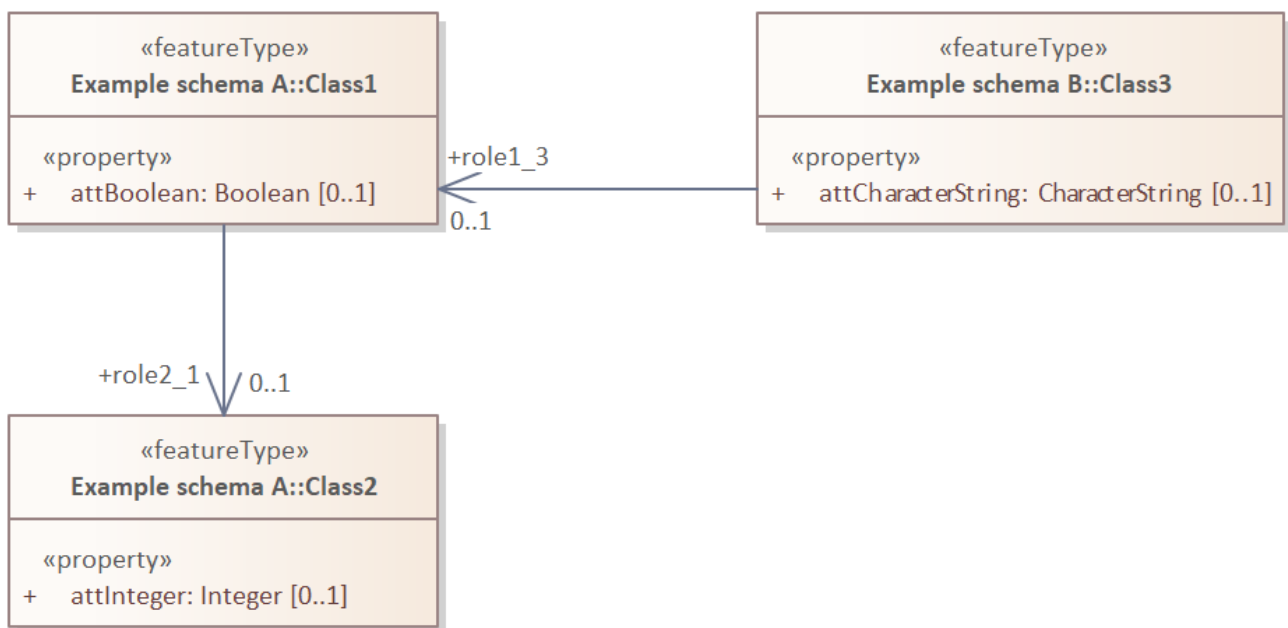 «featureType»
Example schema A::Class1
«property»
+ attBoolean: Boolean [0..1]
«featureType»
Example schema B::Class3
«property»
+ attCharacterString: CharacterString [0..1]
+role1_3
0..1
+role2_1
0..1
«featureType»
Example schema A::Class2
«property»
+ attInteger: Integer [0..1]